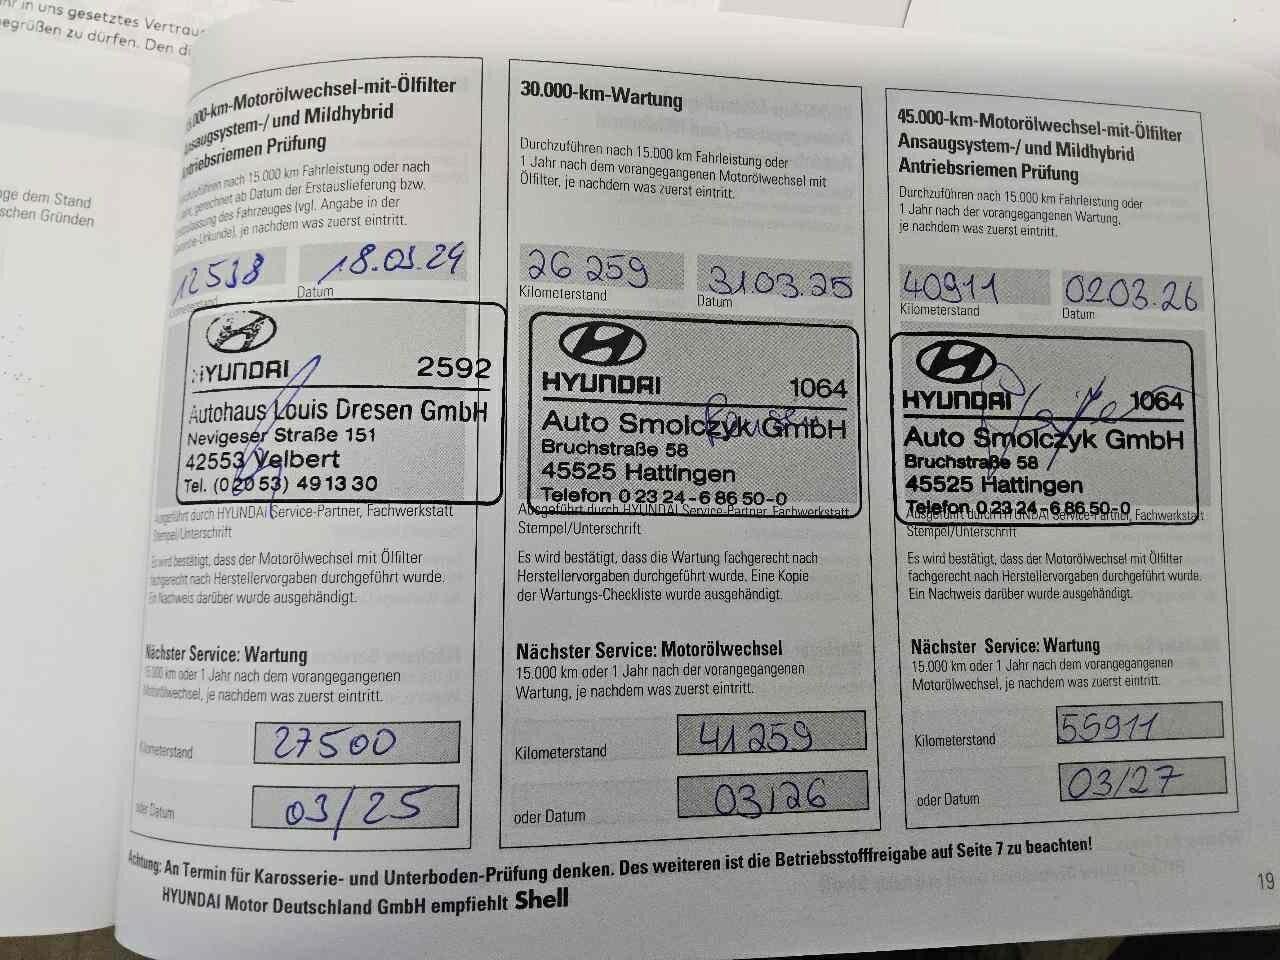 in uns gesetztes Vertrau
egrüßen zu dürfen. Den di
ge dem Stand
schen Gründen
.000-km-Motorölwechsel-mit-Ölfilter
Ansaugsystem-/ und Mildhybrid
Antriebsriemen Prüfung
nach 15.000 km Fahrleistung oder nach
gerechnet ab Datum der Erstauslieferung bzw.
des Fahrzeuges (vgl. Angabe in der
Urkunde), je nachdem was zuerst eintritt.
12538
18.03.24
Kilometerstand
Datum
HYUNDAI 2592
Autohaus Louis Dresen GmbH
Nevigeser Straße 151
42553 Velbert
Tel. (0 20 53) 49 13 30
Ausgeführt durch HYUNDAI Service-Partner, Fachwerkstatt
Stempel/Unterschrift
Es wird bestätigt, dass der Motorölwechsel mit Ölfilter
fachgerecht nach Herstellervorgaben durchgeführt wurde.
Ein Nachweis darüber wurde ausgehändigt.
Nächster Service: Wartung
15.000 km oder 1 Jahr nach dem vorangegangenen
Motorölwechsel, je nachdem was zuerst eintritt.
Kilometerstand 27500
oder Datum 03/25
30.000-km-Wartung
Durchzuführen nach 15.000 km Fahrleistung oder
1 Jahr nach dem vorangegangenen Motorölwechsel mit
Ölfilter, je nachdem was zuerst eintritt.
26 259
31.03.25
Kilometerstand
Datum
HYUNDAI 1064
Auto Smolczyk GmbH
Bruchstraße 58
45525 Hattingen
Telefon 0 23 24 - 6 86 50-0
Ausgeführt durch HYUNDAI Service-Partner, Fachwerkstatt
Stempel/Unterschrift
Es wird bestätigt, dass die Wartung fachgerecht nach
Herstellervorgaben durchgeführt wurde. Eine Kopie
der Wartungs-Checkliste wurde ausgehändigt.
Nächster Service: Motorölwechsel
15.000 km oder 1 Jahr nach der vorangegangenen
Wartung, je nachdem was zuerst eintritt.
Kilometerstand 41259
oder Datum 03/26
45.000-km-Motorölwechsel-mit-Ölfilter
Ansaugsystem-/ und Mildhybrid
Antriebsriemen Prüfung
Durchzuführen nach 15.000 km Fahrleistung oder
1 Jahr nach der vorangegangenen Wartung,
je nachdem was zuerst eintritt.
40911
02.03.26
Kilometerstand
Datum
HYUNDAI 1064
Auto Smolczyk GmbH
Bruchstraße 58
45525 Hattingen
Telefon 0 23 24 - 6 86 50-0
Ausgeführt durch HYUNDAI Service-Partner, Fachwerkstatt
Stempel/Unterschrift
Es wird bestätigt, dass der Motorölwechsel mit Ölfilter
fachgerecht nach Herstellervorgaben durchgeführt wurde.
Ein Nachweis darüber wurde ausgehändigt.
Nächster Service: Wartung
15.000 km oder 1 Jahr nach dem vorangegangenen
Motorölwechsel, je nachdem was zuerst eintritt.
Kilometerstand 55911
oder Datum 03/27
Achtung: An Termin für Karosserie- und Unterboden-Prüfung denken. Des weiteren ist die Betriebsstofffreigabe auf Seite 7 zu beachten!
HYUNDAI Motor Deutschland GmbH empfiehlt Shell
19